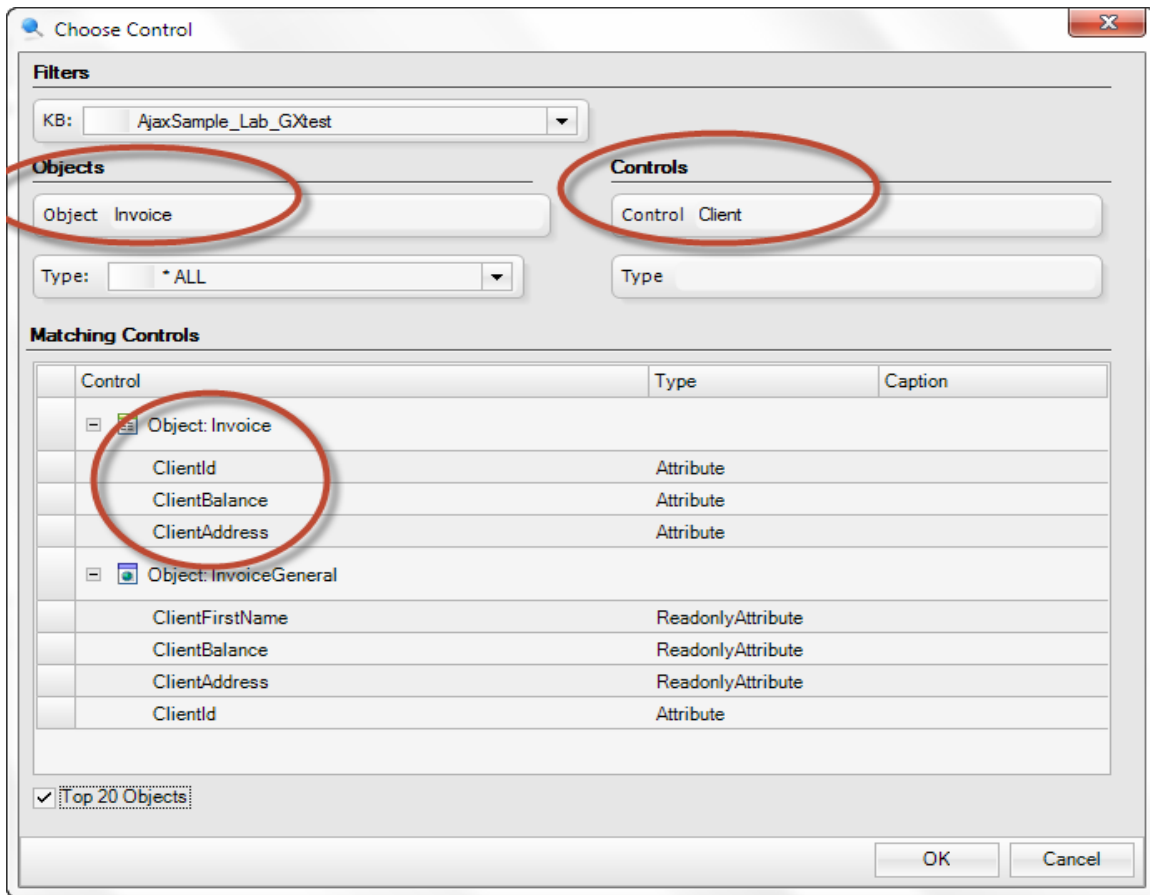 Choose Control
Filters
KB: AjaxSample_Lab_GXtest
Objects Controls
Object Invoice Control Client
Type: * ALL Type
Matching Controls
Control Type Caption
Object: Invoice
ClientId Attribute
ClientBalance Attribute
ClientAddress Attribute
Object: InvoiceGeneral
ClientFirstName ReadonlyAttribute
ClientBalance ReadonlyAttribute
ClientAddress ReadonlyAttribute
ClientId Attribute
Top 20 Objects
OK Cancel